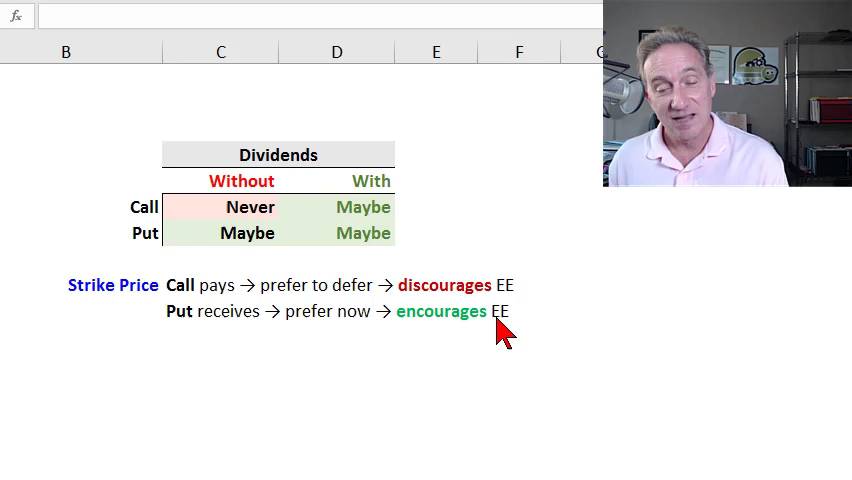 fx
B C D E F G
Dividends
Without With
Call Never Maybe
Put Maybe Maybe
Strike Price Call pays → prefer to defer → discourages EE
Put receives → prefer now → encourages EE